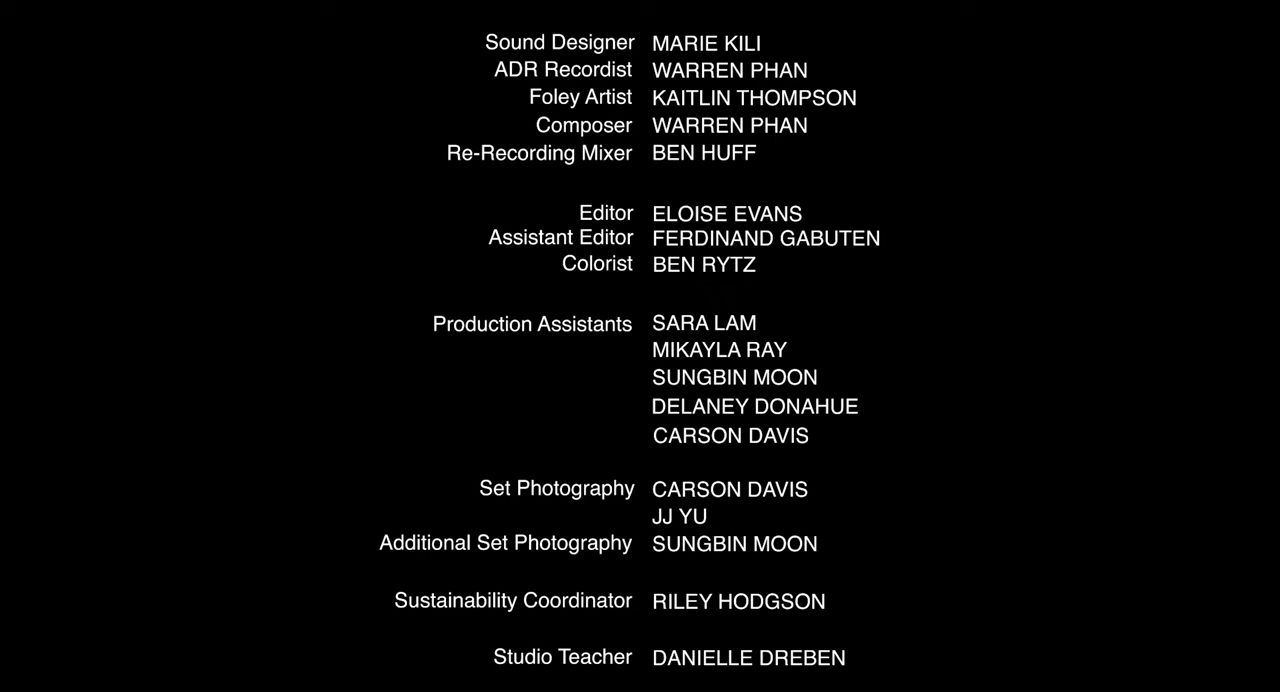 Sound Designer MARIE KILI
ADR Recordist WARREN PHAN
Foley Artist KAITLIN THOMPSON
Composer WARREN PHAN
Re-Recording Mixer BEN HUFF
Editor ELOISE EVANS
Assistant Editor FERDINAND GABUTEN
Colorist BEN RYTZ
Production Assistants SARA LAM
MIKAYLA RAY
SUNGBIN MOON
DELANEY DONAHUE
CARSON DAVIS
Set Photography CARSON DAVIS
JJ YU
Additional Set Photography SUNGBIN MOON
Sustainability Coordinator RILEY HODGSON
Studio Teacher DANIELLE DREBEN